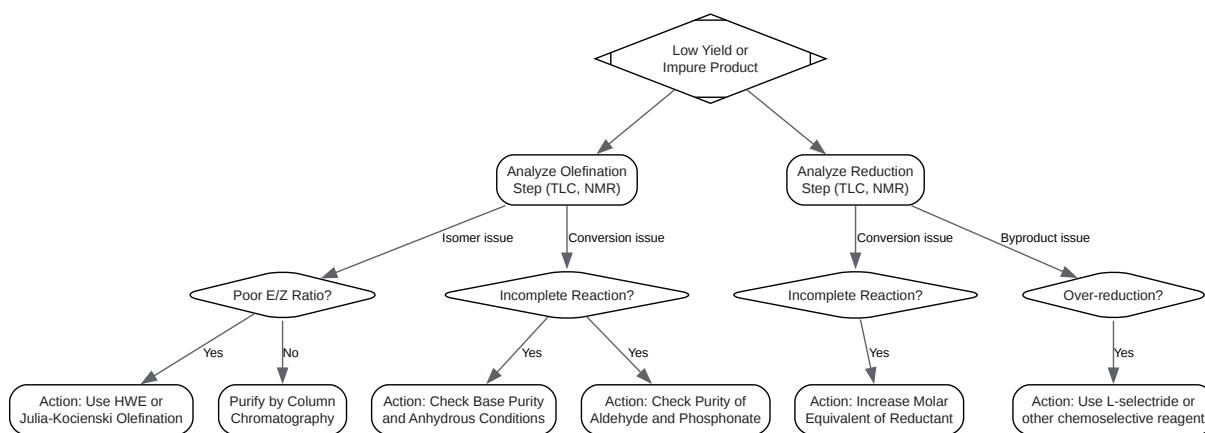 Low Yield or
Impure Product
Analyze Olefination
Step (TLC, NMR)
Analyze Reduction
Step (TLC, NMR)
Isomer issue
Conversion issue
Conversion issue
Byproduct issue
Poor E/Z Ratio?
Incomplete Reaction?
Incomplete Reaction?
Over-reduction?
Yes
No
Yes
Yes
Yes
Yes
Action: Use HWE or
Julia-Kocienski Olefination
Purify by Column
Chromatography
Action: Check Base Purity
and Anhydrous Conditions
Action: Check Purity of
Aldehyde and Phosphonate
Action: Increase Molar
Equivalent of Reductant
Action: Use L-selectride or
other chemoselective reagent